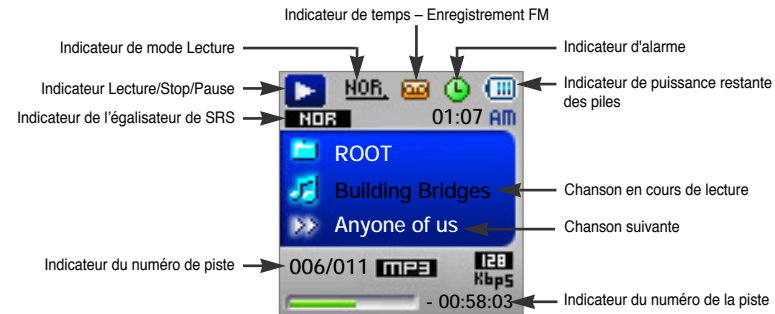 Indicateur de temps – Enregistrement FM
Indicateur de mode Lecture
Indicateur d'alarme
Indicateur Lecture/Stop/Pause
NOR
Indicateur de puissance restante
des piles
Indicateur de l'égalisateur de SRS
NOR
01:07 AM
ROOT
Building Bridges
Chanson en cours de lecture
Anyone of us
Chanson suivante
Indicateur du numéro de piste
006/011 MP3
128
Kbps
- 00:58:03
Indicateur du numéro de la piste